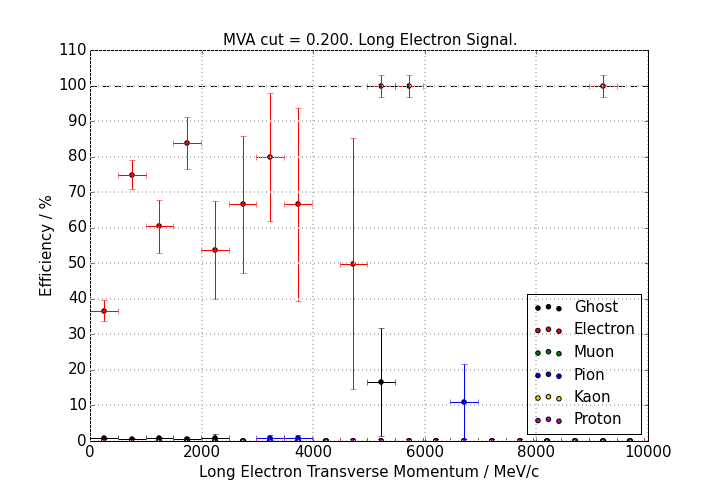 MVA cut = 0.200. Long Electron Signal.
110
100
90
80
70
60
50
40
30
20
10
0
Efficiency / %
Ghost
Electron
Muon
Pion
Kaon
Proton
0 2000 4000 6000 8000 10000
Long Electron Transverse Momentum / MeV/c